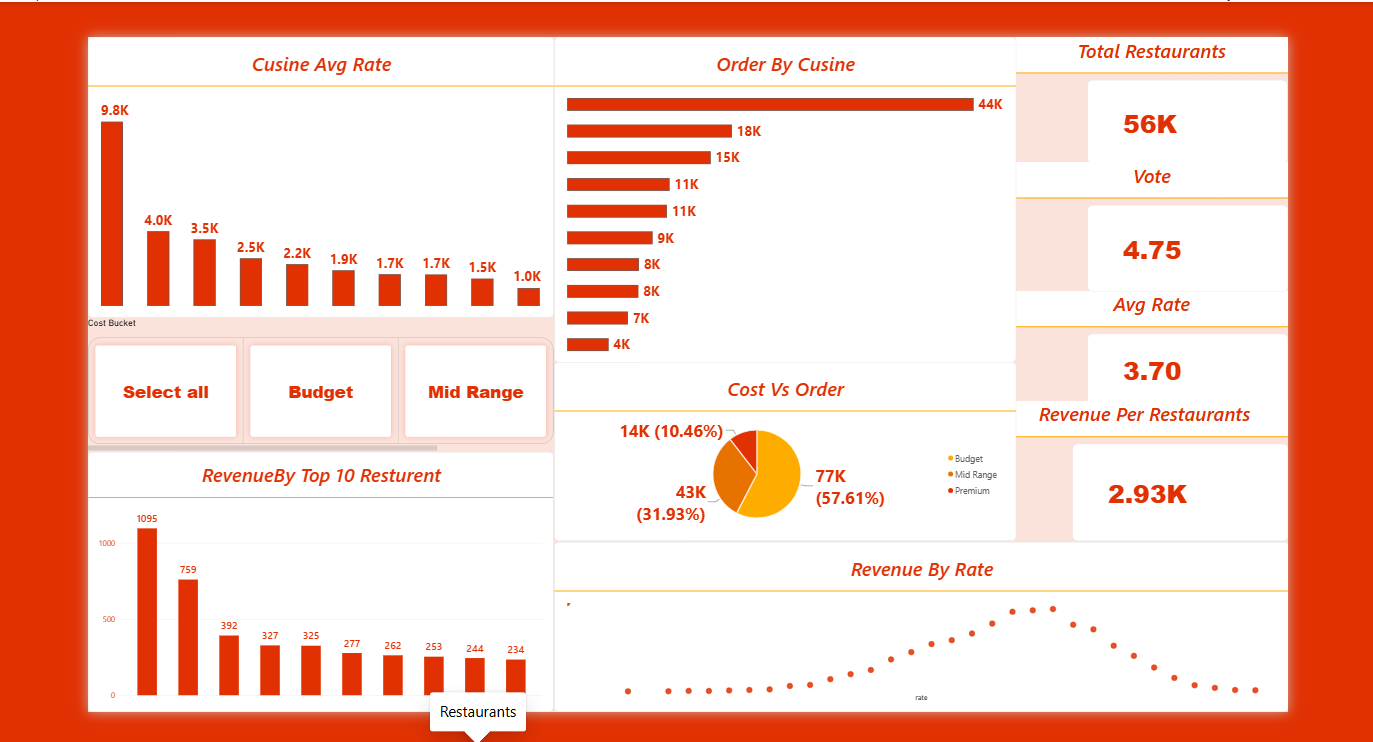 Cusine Avg Rate
9.8K
4.0K
3.5K
2.5K
2.2K
1.9K
1.7K
1.7K
1.5K
1.0K
Cost Bucket
Select all
Budget
Mid Range
RevenueBy Top 10 Resturent
1000
500
0
1095
759
392
327
325
277
262
253
244
234
Restaurants
Order By Cusine
44K
18K
15K
11K
11K
9K
8K
8K
7K
4K
Cost Vs Order
14K (10.46%)
43K
(31.93%)
77K
(57.61%)
Budget
Mid Range
Premium
Total Restaurants
56K
Vote
4.75
Avg Rate
3.70
Revenue Per Restaurants
2.93K
Revenue By Rate
rate